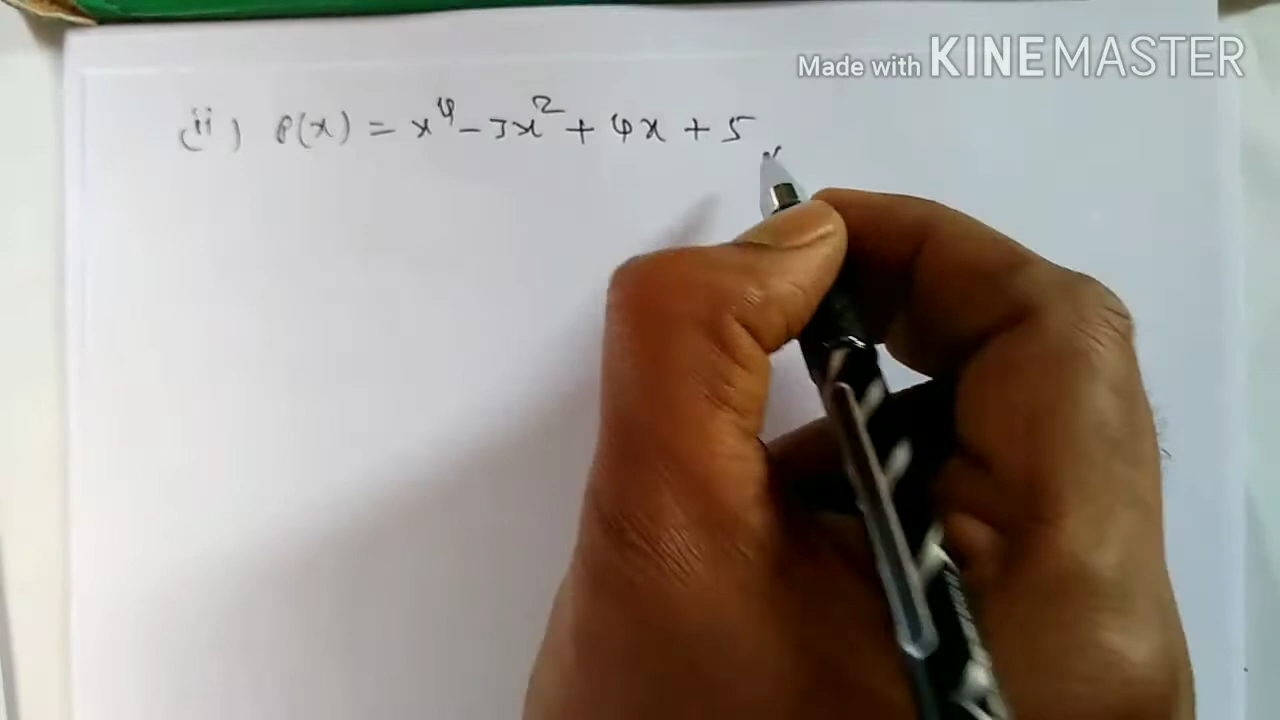 Made with KINEMASTER
(ii) P(x) = x⁴ - 3x² + 4x + 5